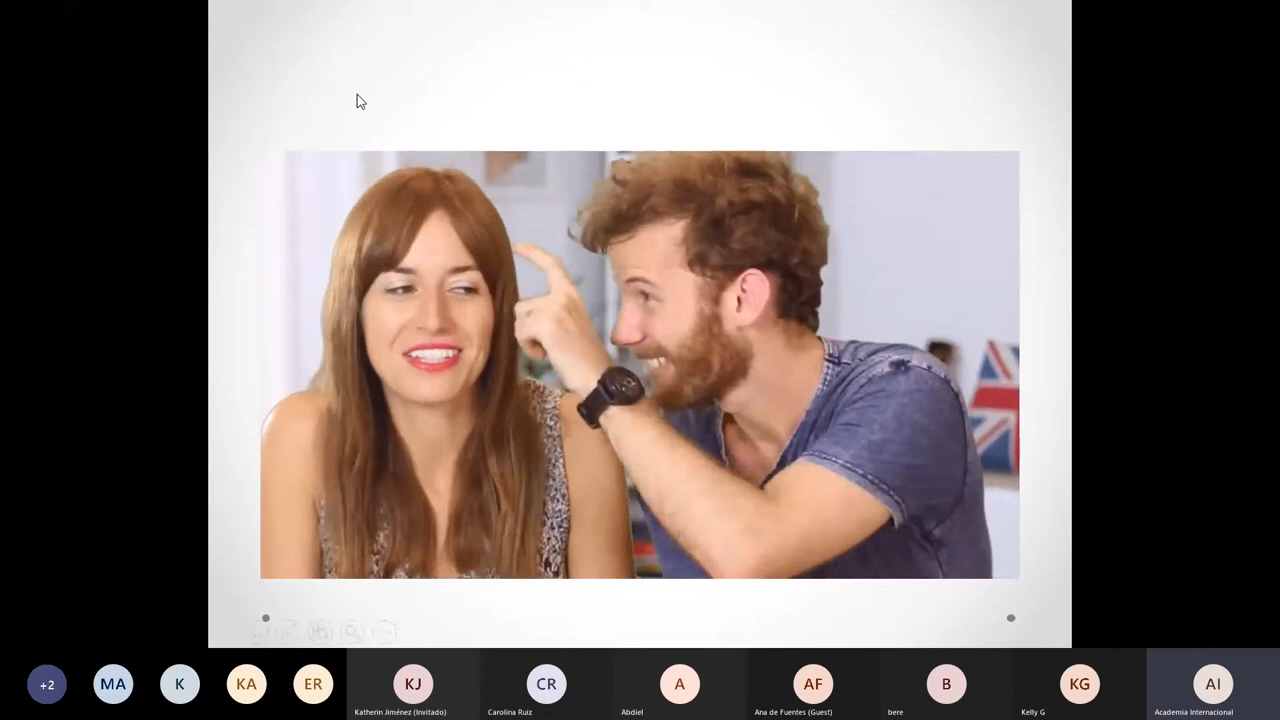 +2
MA
K
KA
ER
KJ
CR
A
AF
B
KG
AI
Katherin Jiménez (Invitado)
Carolina Ruiz
Abdiel
Ana de Fuentes (Guest)
bere
Kelly G
Academia Internacional